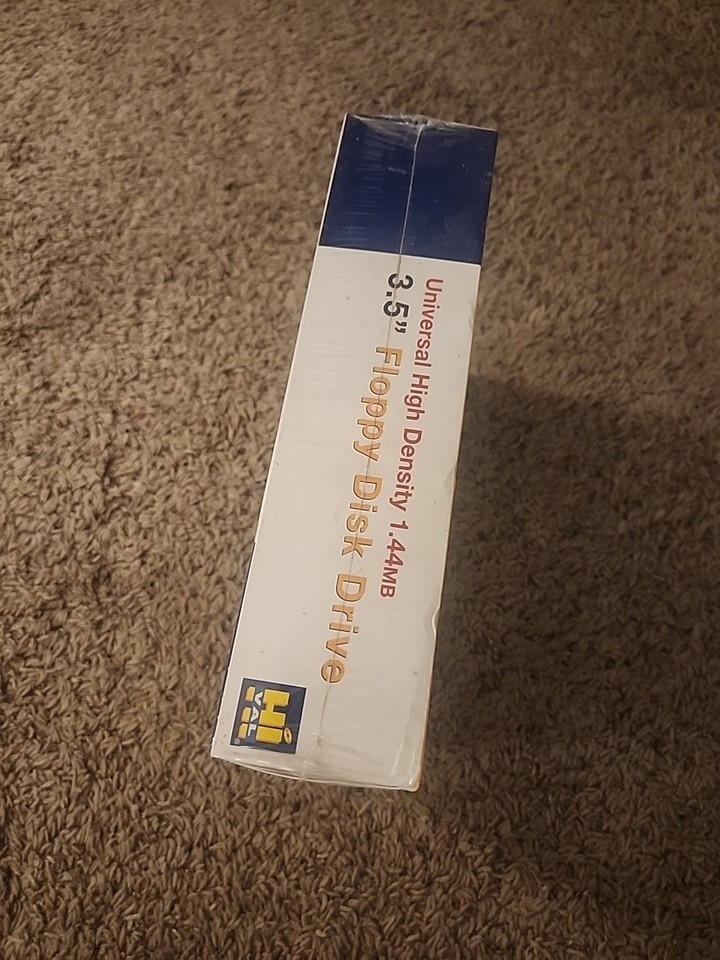 Universal High Density 1.44MB
3.5” Floppy Disk Drive
Hi
VAL
®